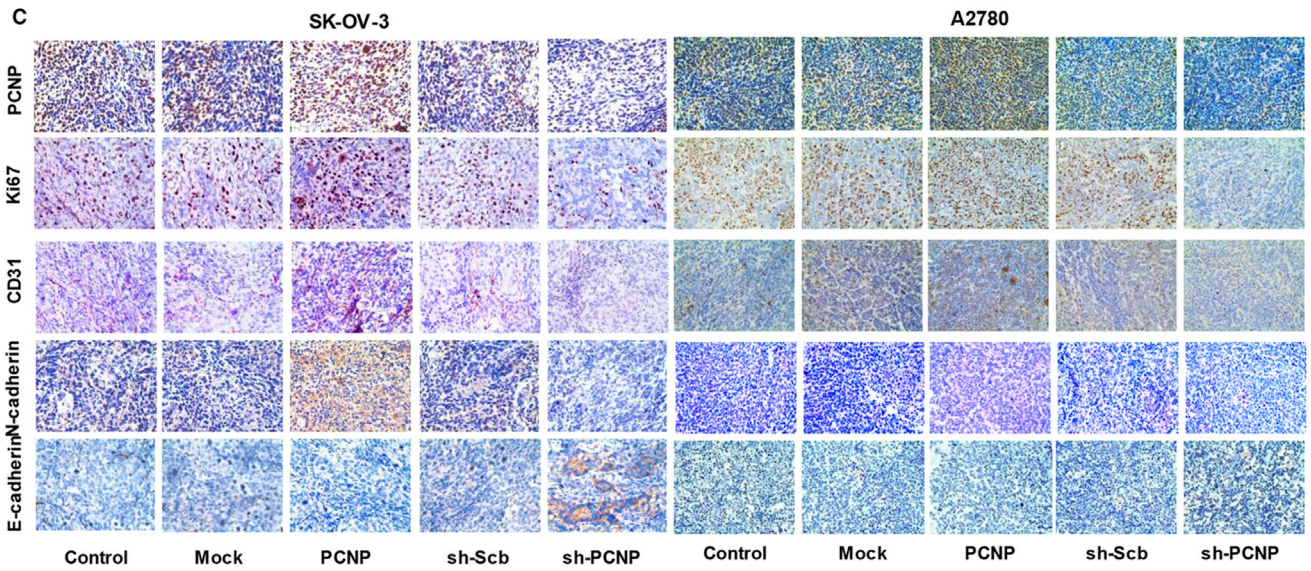 C
SK-OV-3
A2780
PCNP
Ki67
CD31
N-cadherin
E-cadherin
Control Mock PCNP sh-Scb sh-PCNP Control Mock PCNP sh-Scb sh-PCNP